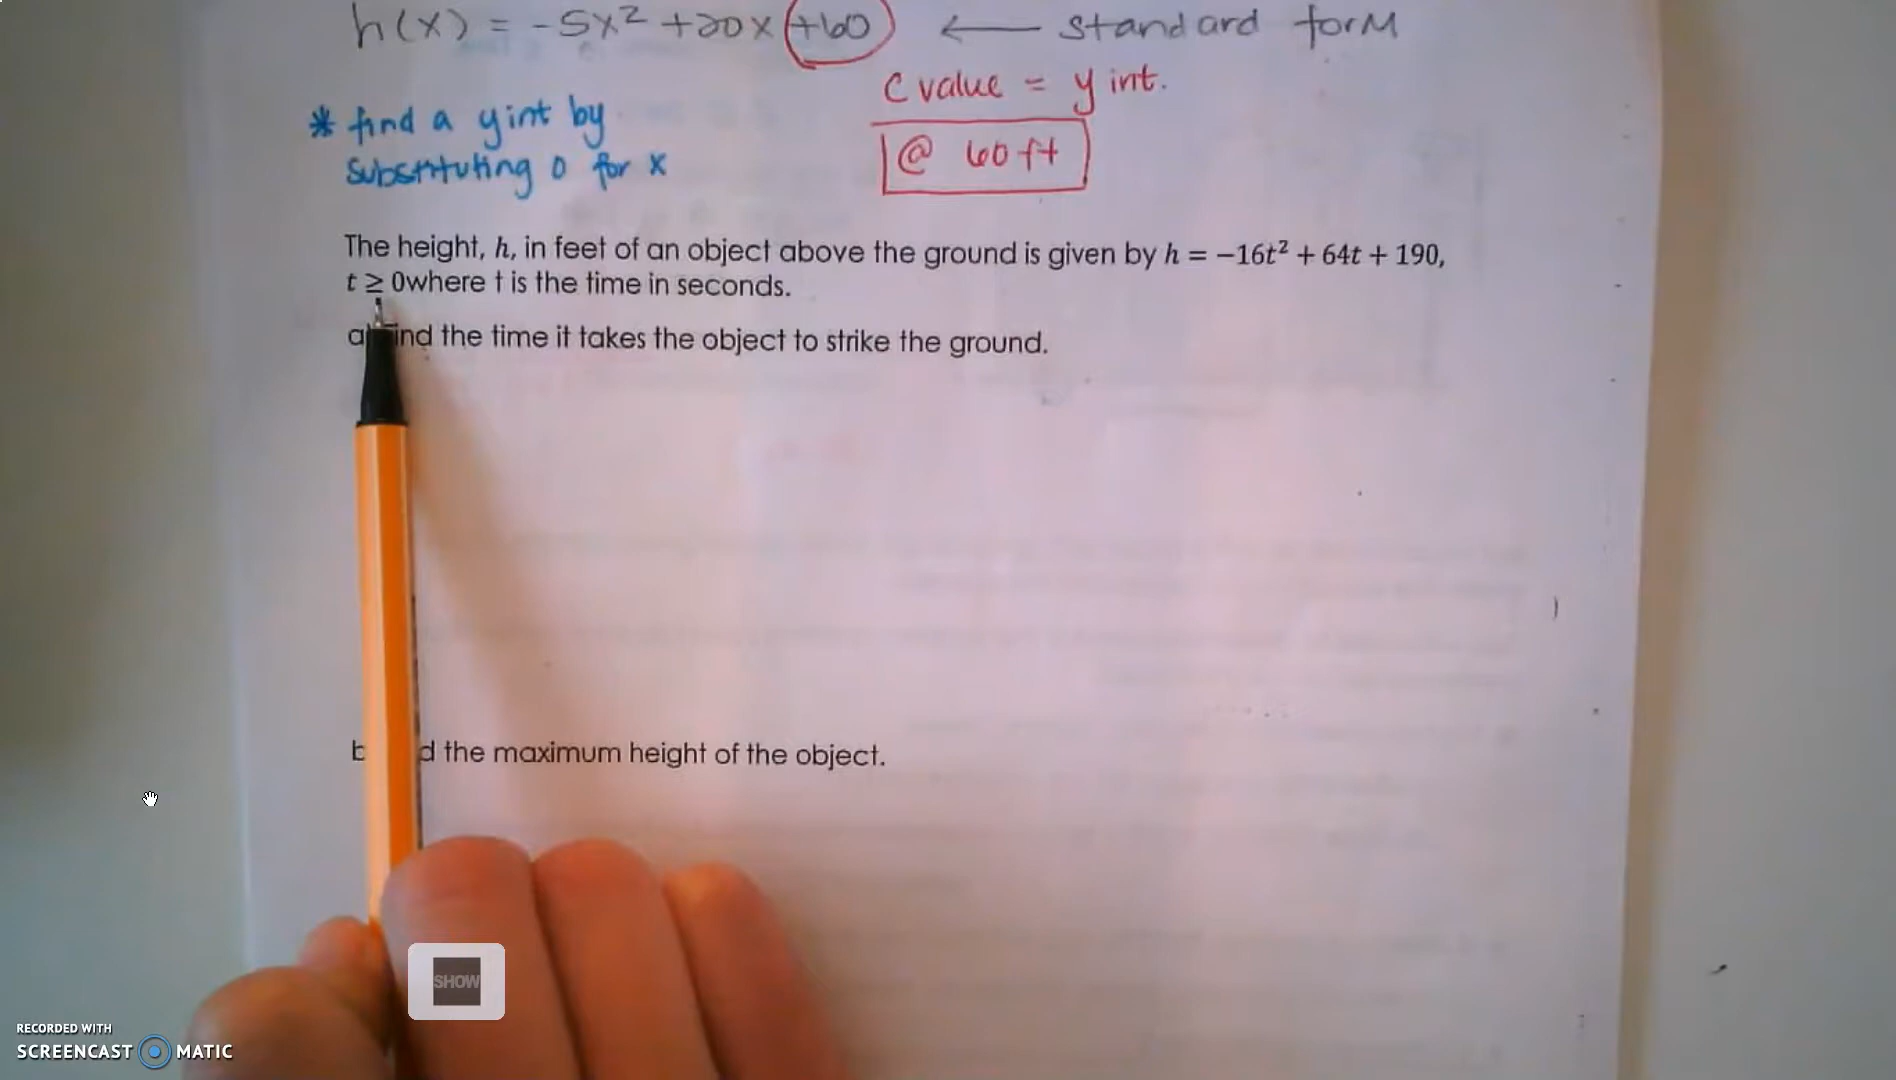 h(x) = -5x² +20x +60 ← standard form
C value = y int.
* find a y int by
substituting 0 for x
@ 60 ft
The height, h, in feet of an object above the ground is given by h = −16t² + 64t + 190,
t ≥ 0where t is the time in seconds.
a ind the time it takes the object to strike the ground.
b d the maximum height of the object.
SHOW
RECORDED WITH
SCREENCAST MATIC